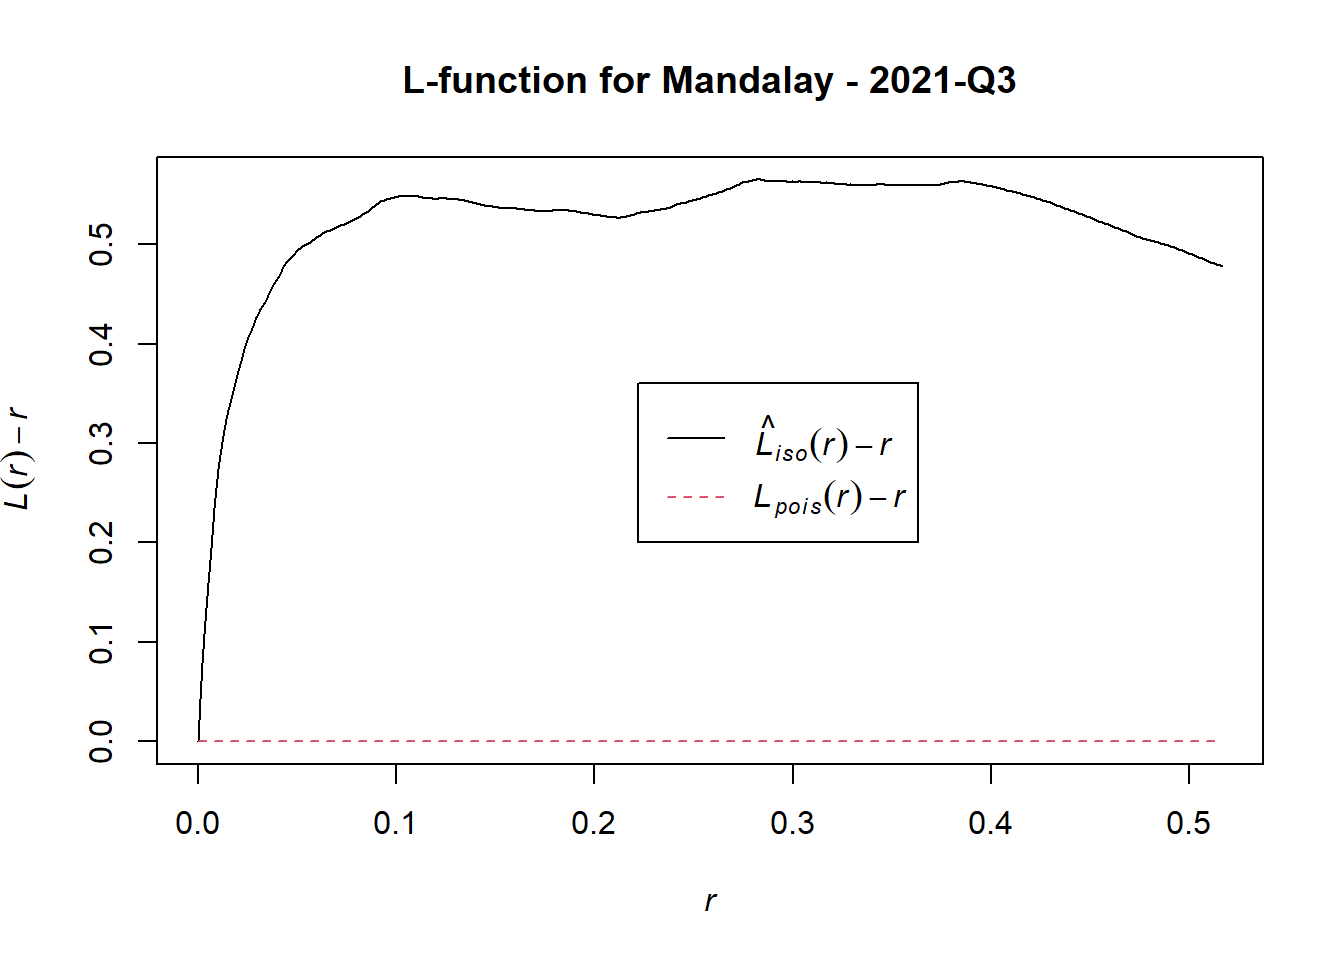 L-function for Mandalay - 2021-Q3
L(r) − r
0.5
0.4
0.3
0.2
0.1
0.0
L̂iso(r) − r
Lpois(r) − r
0.0 0.1 0.2 0.3 0.4 0.5
r